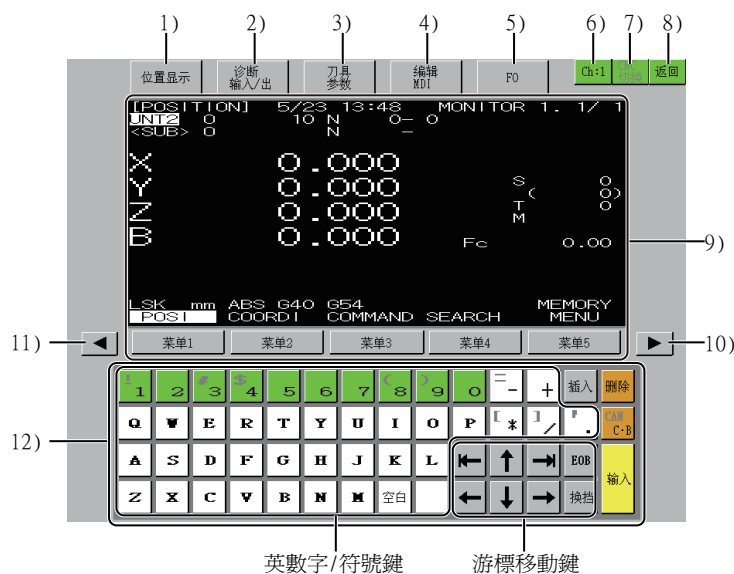 1) 2) 3) 4) 5) 6) 7) 8)
位置显示 诊断 输入/出 刀具 参数 编辑 MDI FO Ch:1 切换 返回
[POSITION] 5/23 13:48 MONITOR 1. 1/ 1
UNT2 O 10 N 0- 0
<SUB> O N -
X 0.000
Y 0.000 S 0
( 0)
Z 0.000 T 0
M
B 0.000 Fc 0.00
9)
LSK mm ABS G40 G54 MEMORY
POSI COORDI COMMAND SEARCH MENU
11) ◀ 菜单1 菜单2 菜单3 菜单4 菜单5 ▶ 10)
! 1 2 # 3 $ 4 5 6 7 ( 8 ) 9 0 = - + 插入 删除
Q W E R T Y U I O P [ * ] / ' . CAN C·B
12)
A S D F G H J K L ⇤ ↑ ⇥ EOB 输入
Z X C V B N M 空白 ← ↓ → 换挡
英數字/符號鍵 游標移動鍵